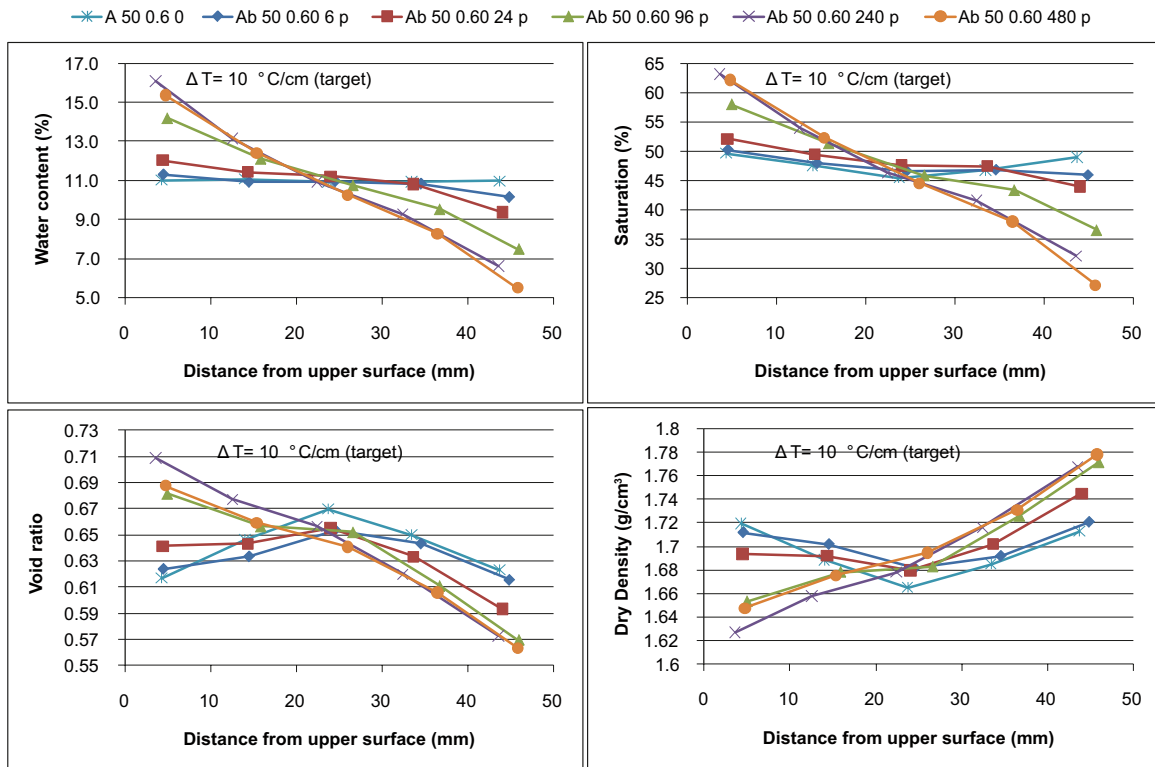 A 50 0.6 0 Ab 50 0.60 6 p Ab 50 0.60 24 p Ab 50 0.60 96 p Ab 50 0.60 240 p Ab 50 0.60 480 p
Δ T= 10 °C/cm (target)
Water content (%)
17.0
15.0
13.0
11.0
9.0
7.0
5.0
0 10 20 30 40 50
Distance from upper surface (mm)
Δ T= 10 °C/cm (target)
Saturation (%)
65
60
55
50
45
40
35
30
25
0 10 20 30 40 50
Distance from upper surface (mm)
Δ T= 10 °C/cm (target)
Void ratio
0.73
0.71
0.69
0.67
0.65
0.63
0.61
0.59
0.57
0.55
0 10 20 30 40 50
Distance from upper surface (mm)
Δ T= 10 °C/cm (target)
Dry Density (g/cm³)
1.8
1.78
1.76
1.74
1.72
1.7
1.68
1.66
1.64
1.62
1.6
0 10 20 30 40 50
Distance from upper surface (mm)